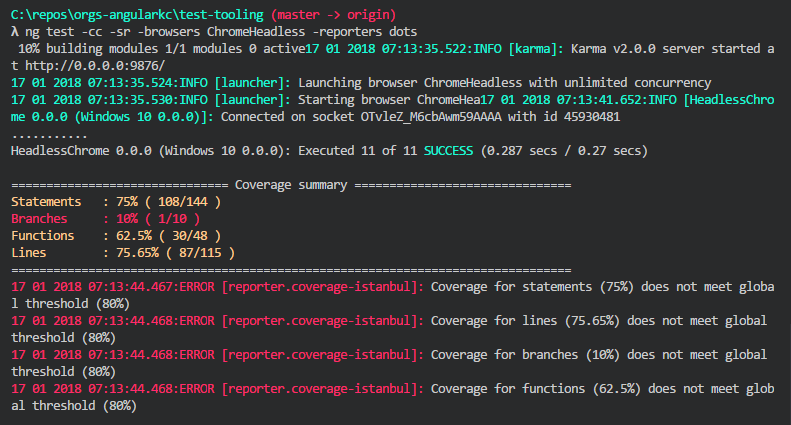 C:\repos\orgs-angularkc\test-tooling (master -> origin)
λ ng test -cc -sr -browsers ChromeHeadless -reporters dots
 10% building modules 1/1 modules 0 active17 01 2018 07:13:35.522:INFO [karma]: Karma v2.0.0 server started a
t http://0.0.0.0:9876/
17 01 2018 07:13:35.524:INFO [launcher]: Launching browser ChromeHeadless with unlimited concurrency
17 01 2018 07:13:35.530:INFO [launcher]: Starting browser ChromeHea17 01 2018 07:13:41.652:INFO [HeadlessChro
me 0.0.0 (Windows 10 0.0.0)]: Connected on socket OTvleZ_M6cbAwm59AAAA with id 45930481
...........
HeadlessChrome 0.0.0 (Windows 10 0.0.0): Executed 11 of 11 SUCCESS (0.287 secs / 0.27 secs)
=============================== Coverage summary ===============================
Statements   : 75% ( 108/144 )
Branches     : 10% ( 1/10 )
Functions    : 62.5% ( 30/48 )
Lines        : 75.65% ( 87/115 )
================================================================================
17 01 2018 07:13:44.467:ERROR [reporter.coverage-istanbul]: Coverage for statements (75%) does not meet globa
l threshold (80%)
17 01 2018 07:13:44.468:ERROR [reporter.coverage-istanbul]: Coverage for lines (75.65%) does not meet global
threshold (80%)
17 01 2018 07:13:44.468:ERROR [reporter.coverage-istanbul]: Coverage for branches (10%) does not meet global
threshold (80%)
17 01 2018 07:13:44.468:ERROR [reporter.coverage-istanbul]: Coverage for functions (62.5%) does not meet glob
al threshold (80%)